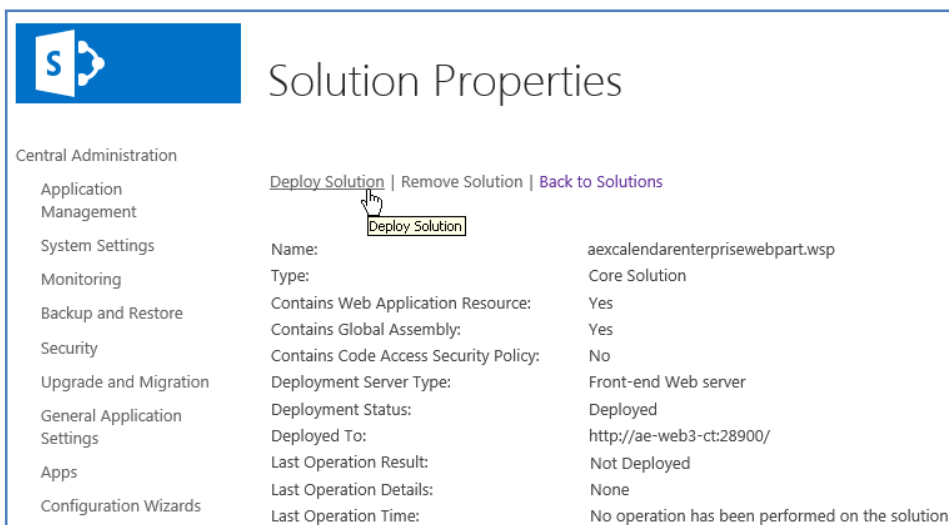 S
Solution Properties
Central Administration
Application
Management
System Settings
Monitoring
Backup and Restore
Security
Upgrade and Migration
General Application
Settings
Apps
Configuration Wizards
Deploy Solution | Remove Solution | Back to Solutions
Deploy Solution
Name: aexcalendarenterprisewebpart.wsp
Type: Core Solution
Contains Web Application Resource: Yes
Contains Global Assembly: Yes
Contains Code Access Security Policy: No
Deployment Server Type: Front-end Web server
Deployment Status: Deployed
Deployed To: http://ae-web3-ct:28900/
Last Operation Result: Not Deployed
Last Operation Details: None
Last Operation Time: No operation has been performed on the solution